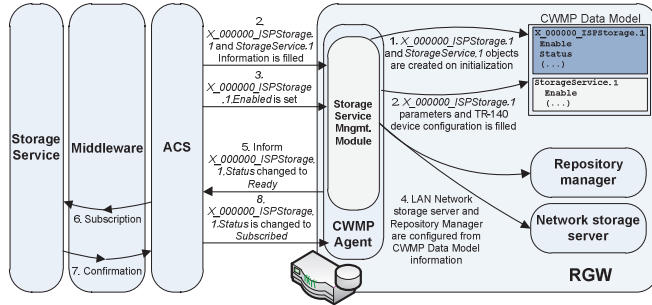 Storage
Service
Middleware
ACS
2.
X_000000_ISPStorage.
1 and StorageService.1
Information is filled
3.
X_000000_ISPStorage
.1.Enabled is set
5. Inform
X_000000_ISPStorage.
1.Status changed to
Ready
8.
X_000000_ISPStorage.
1.Status is changed to
Subscribed
6. Subscription
7. Confirmation
Storage
Service
Mngmt.
Module
CWMP
Agent
1. X_000000_ISPStorage.1
and StorageService.1 objects
are created on initialization
2. X_000000_ISPStorage.1
parameters and TR-140
device configuration is filled
4. LAN Network
storage server and
Repository Manager
are configured from
CWMP Data Model
information
CWMP Data Model
X_000000_ISPStorage.1
Enable
Status
(...)
StorageService.1
Enable
(...)
Repository
manager
Network storage
server
RGW